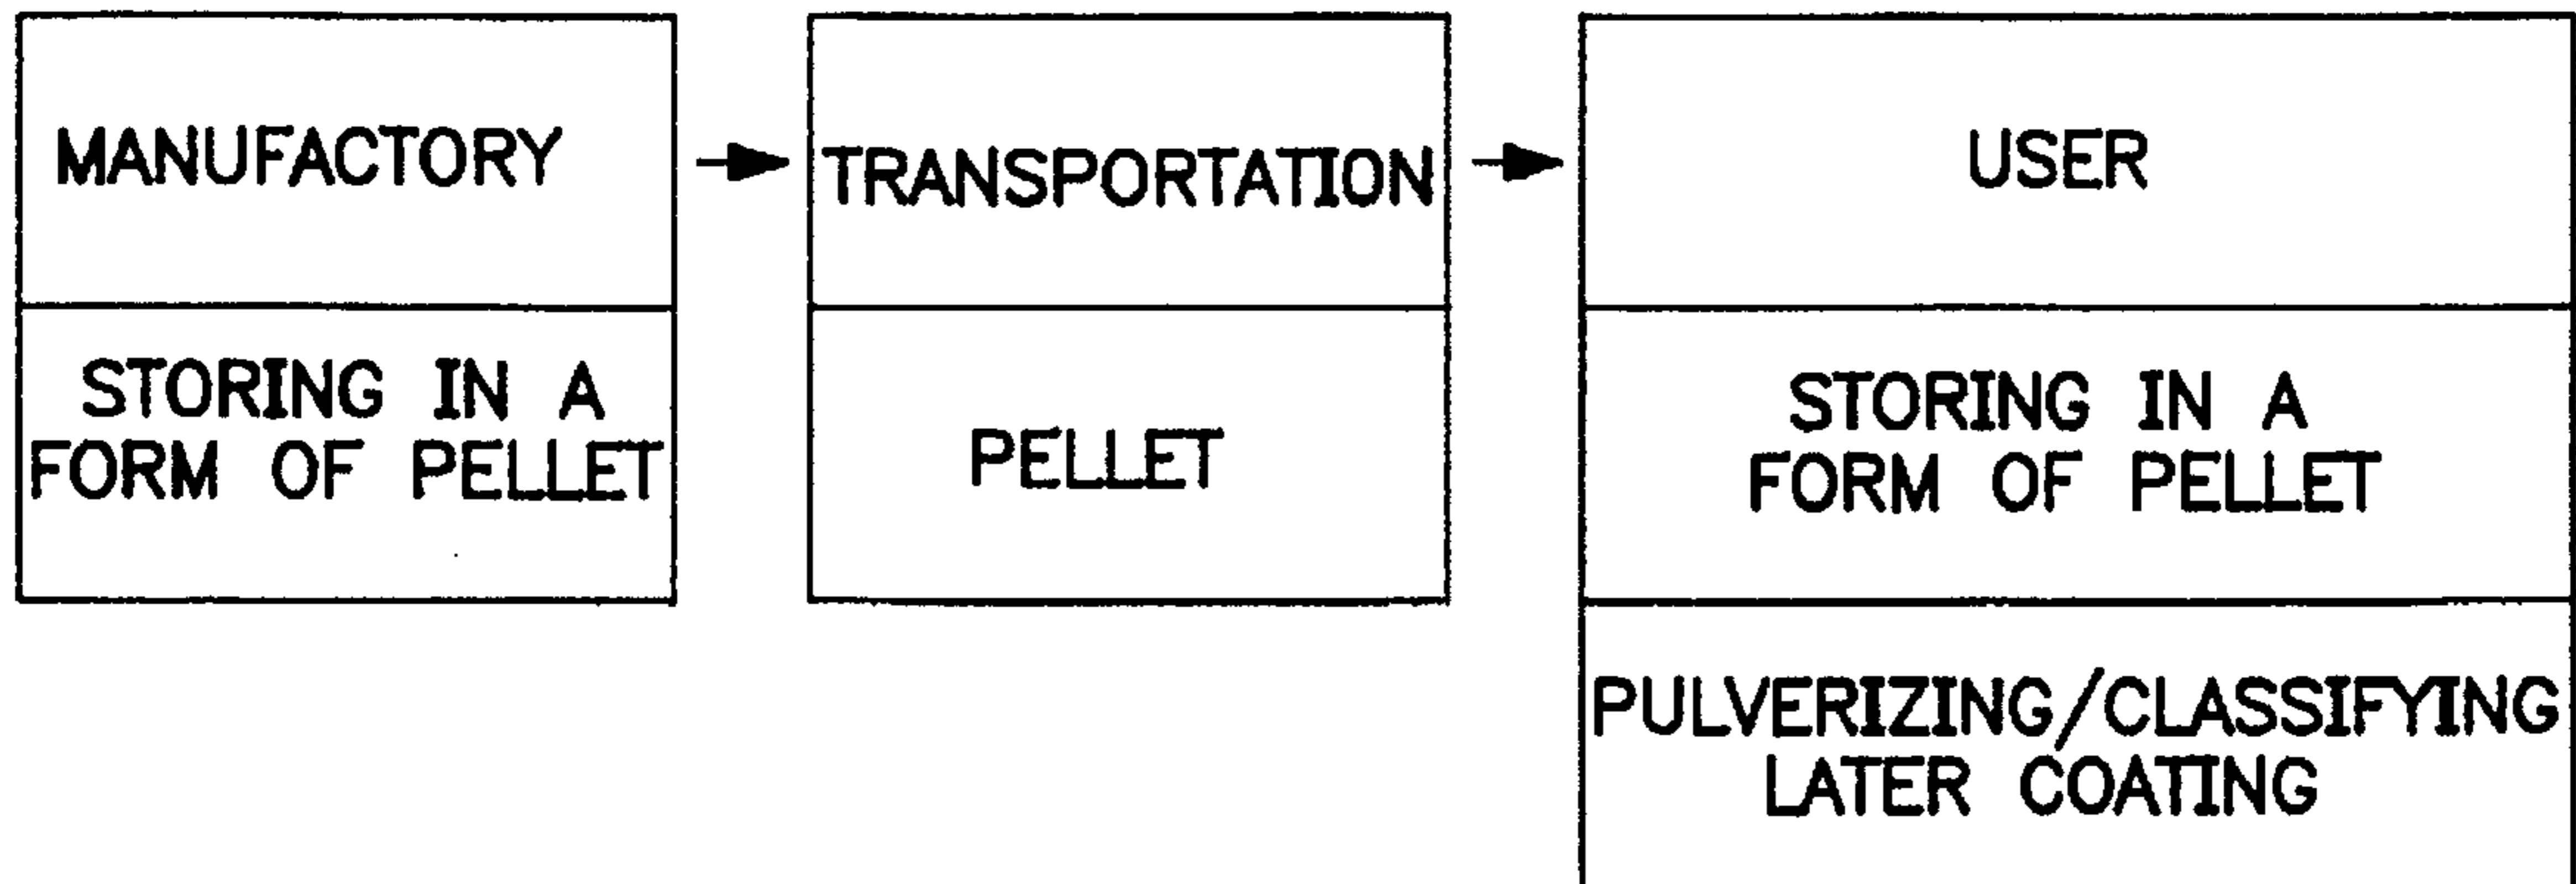 MANUFACTORY
STORING IN A
FORM OF PELLET
TRANSPORTATION
PELLET
USER
STORING IN A
FORM OF PELLET
PULVERIZING/CLASSIFYING
LATER COATING